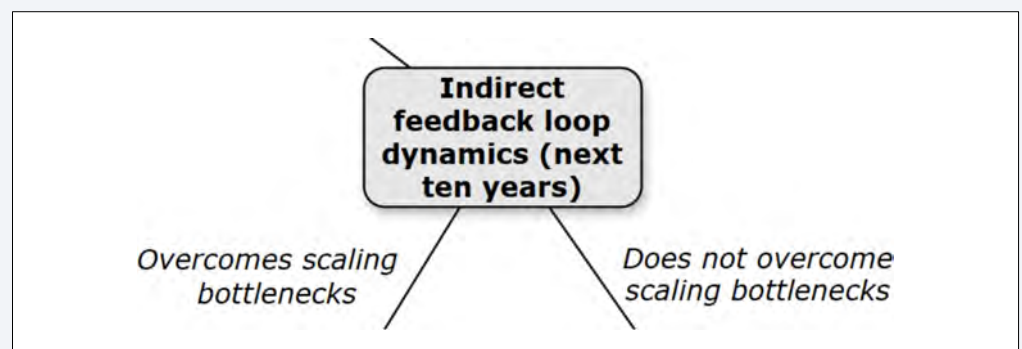 Indirect
feedback loop
dynamics (next
ten years)
Overcomes scaling
bottlenecks
Does not overcome
scaling bottlenecks